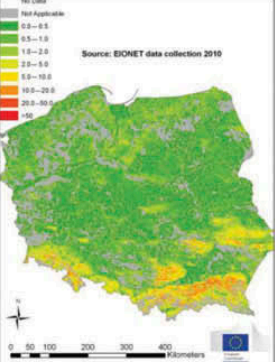 No Data
Not Applicable
0.0—0.5
0.5—1.0
1.0—2.0
2.0—5.0
5.0—10.0
10.0—20.0
20.0—50.0
>50
Source: EIONET data collection 2010
N
0 50 100 200 300 400
Kilometers